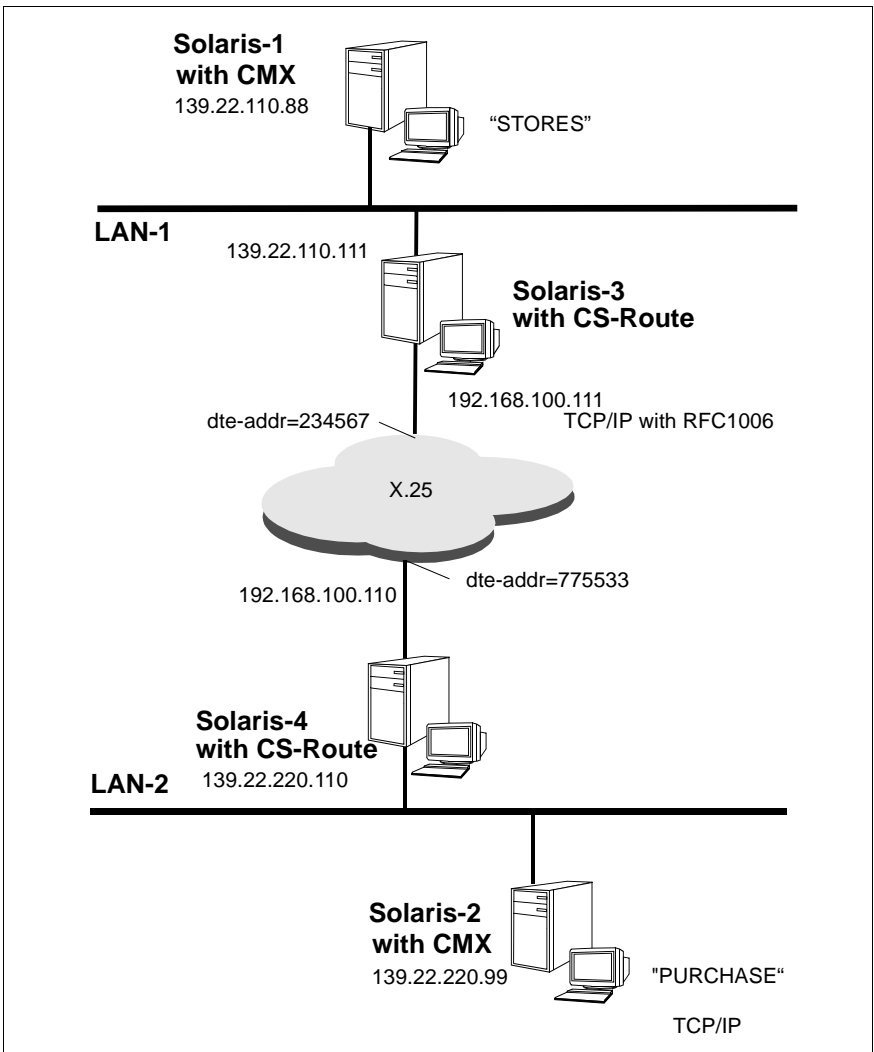 Solaris-1
with CMX
139.22.110.88
“STORES”
LAN-1
139.22.110.111
Solaris-3
with CS-Route
192.168.100.111
dte-addr=234567
TCP/IP with RFC1006
X.25
dte-addr=775533
192.168.100.110
Solaris-4
with CS-Route
139.22.220.110
LAN-2
Solaris-2
with CMX
139.22.220.99
"PURCHASE“
TCP/IP